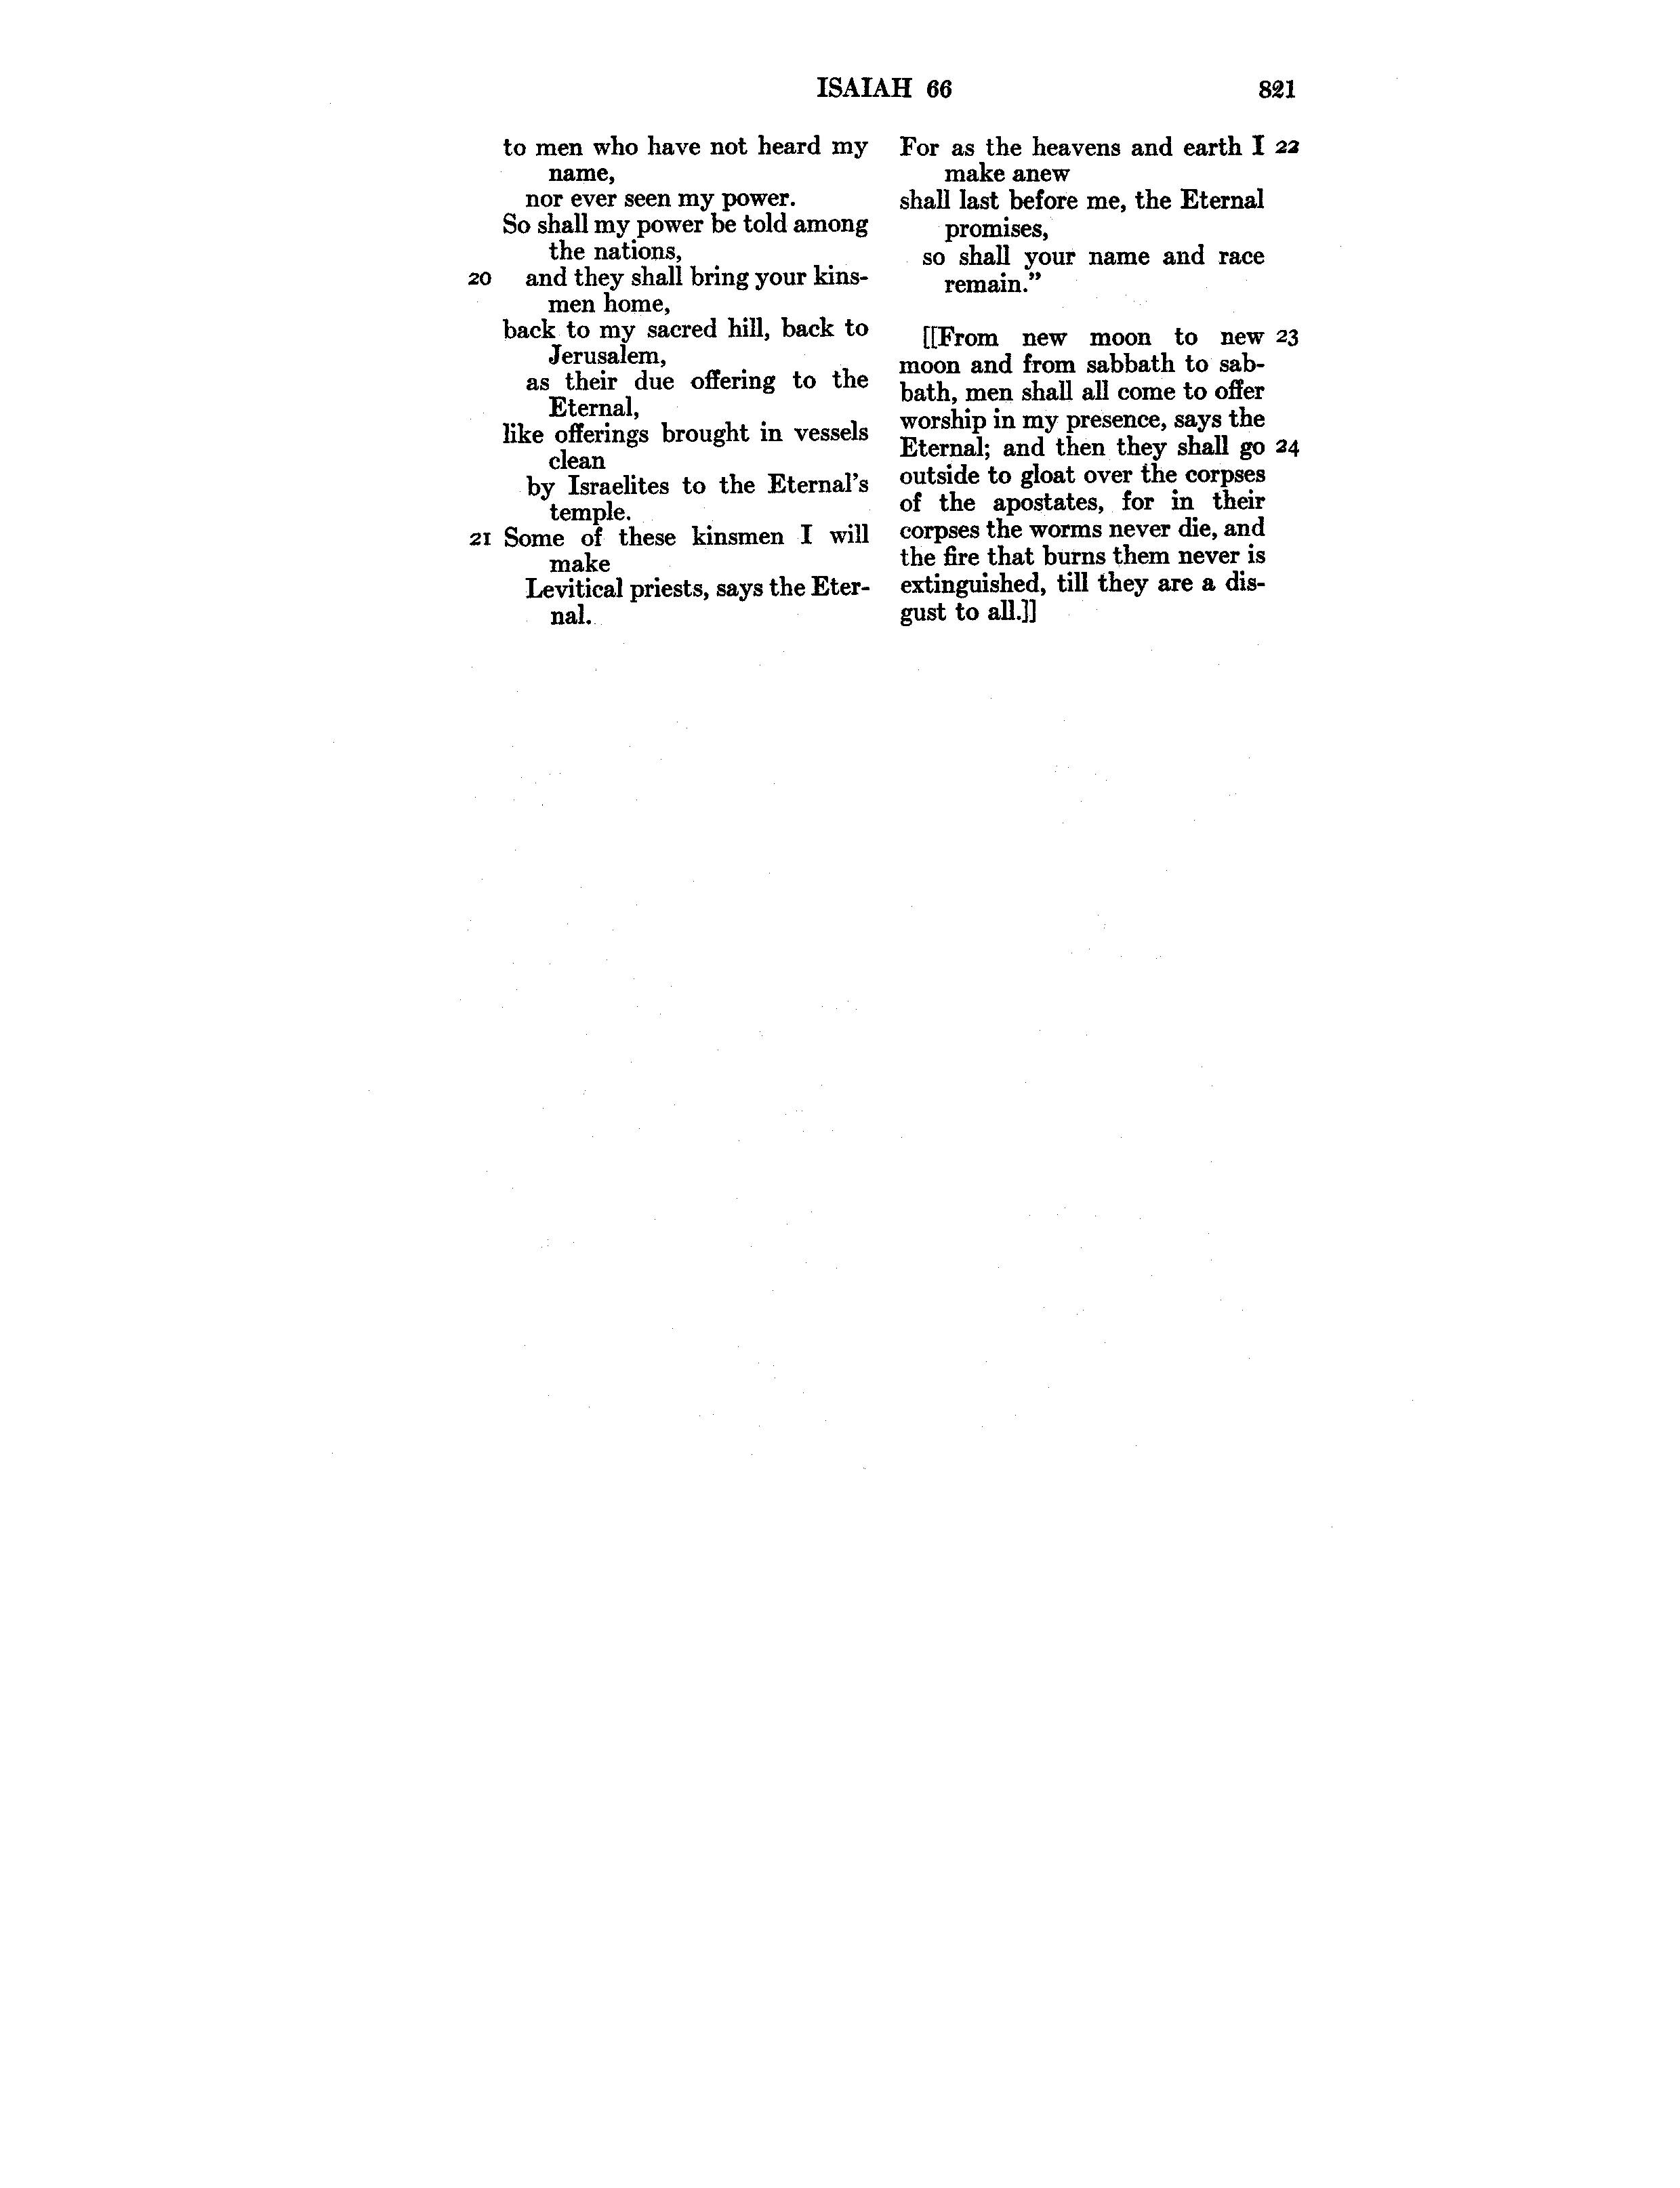 ISAIAH 66 821
to men who have not heard my
name,
nor ever seen my power.
So shall my power be told among
the nations,
20 and they shall bring your kins-
men home,
back to my sacred hill, back to
Jerusalem,
as their due offering to the
Eternal,
like offerings brought in vessels
clean
by Israelites to the Eternal's
temple.
21 Some of these kinsmen I will
make
Levitical priests, says the Eter-
nal.
For as the heavens and earth I 22
make anew
shall last before me, the Eternal
promises,
so shall your name and race
remain.”
[[From new moon to new 23
moon and from sabbath to sab-
bath, men shall all come to offer
worship in my presence, says the
Eternal; and then they shall go 24
outside to gloat over the corpses
of the apostates, for in their
corpses the worms never die, and
the fire that burns them never is
extinguished, till they are a dis-
gust to all.]]